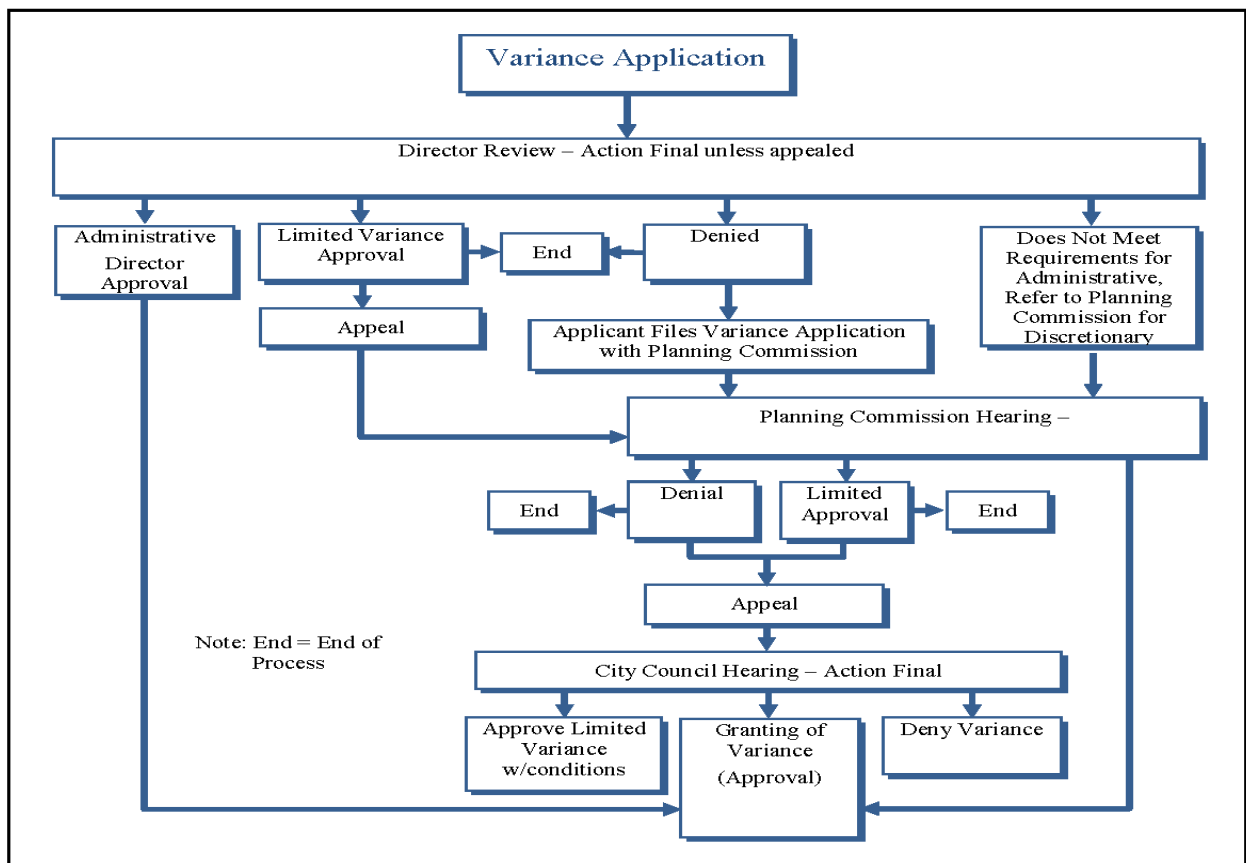 Variance Application
Director Review – Action Final unless appealed
Administrative
Director
Approval
Limited Variance
Approval
End
Denied
Does Not Meet
Requirements for
Administrative,
Refer to Planning
Commission for
Discretionary
Appeal
Applicant Files Variance Application
with Planning Commission
Planning Commission Hearing –
End
Denial
Limited
Approval
End
Appeal
Note: End = End of
Process
City Council Hearing – Action Final
Approve Limited
Variance
w/conditions
Granting of
Variance
(Approval)
Deny Variance